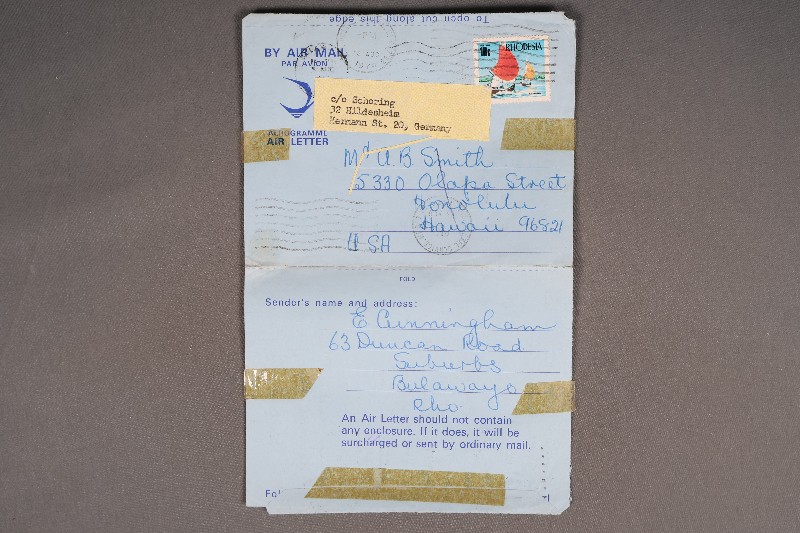 To open cut along this edge
BY AIR MAIL
PAR AVION
RHODESIA
c/o Schoring
32 Hildesheim
Hermann St. 20, Germany
AEROGRAMME
AIR LETTER
U.B Smith
5330 Olapa Street
Honolulu
Hawaii 96821
USA
FOLD
Sender's name and address:
E Cunningham
63 Duncan Road
Suburbs
Bulawayo
Rho
An Air Letter should not contain
any enclosure. If it does, it will be
surcharged or sent by ordinary mail.